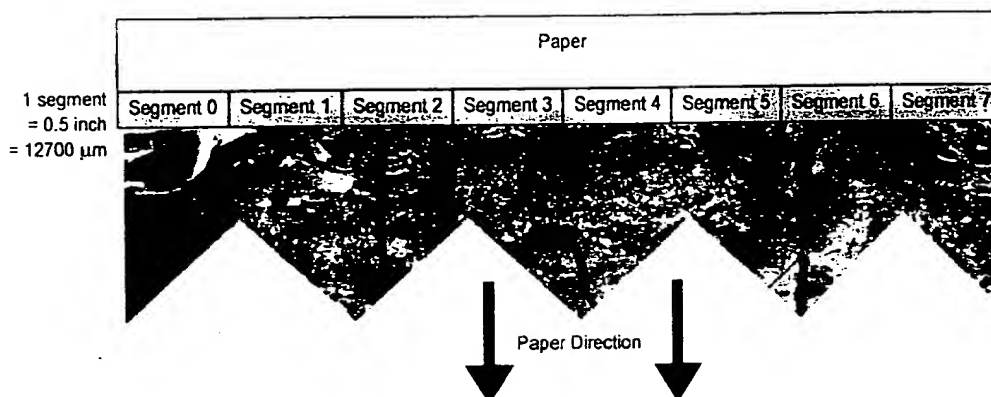 Paper
1 segment
= 0.5 inch
= 12700 µm
Segment 0 Segment 1 Segment 2 Segment 3 Segment 4 Segment 5 Segment 6 Segment 7
Paper Direction